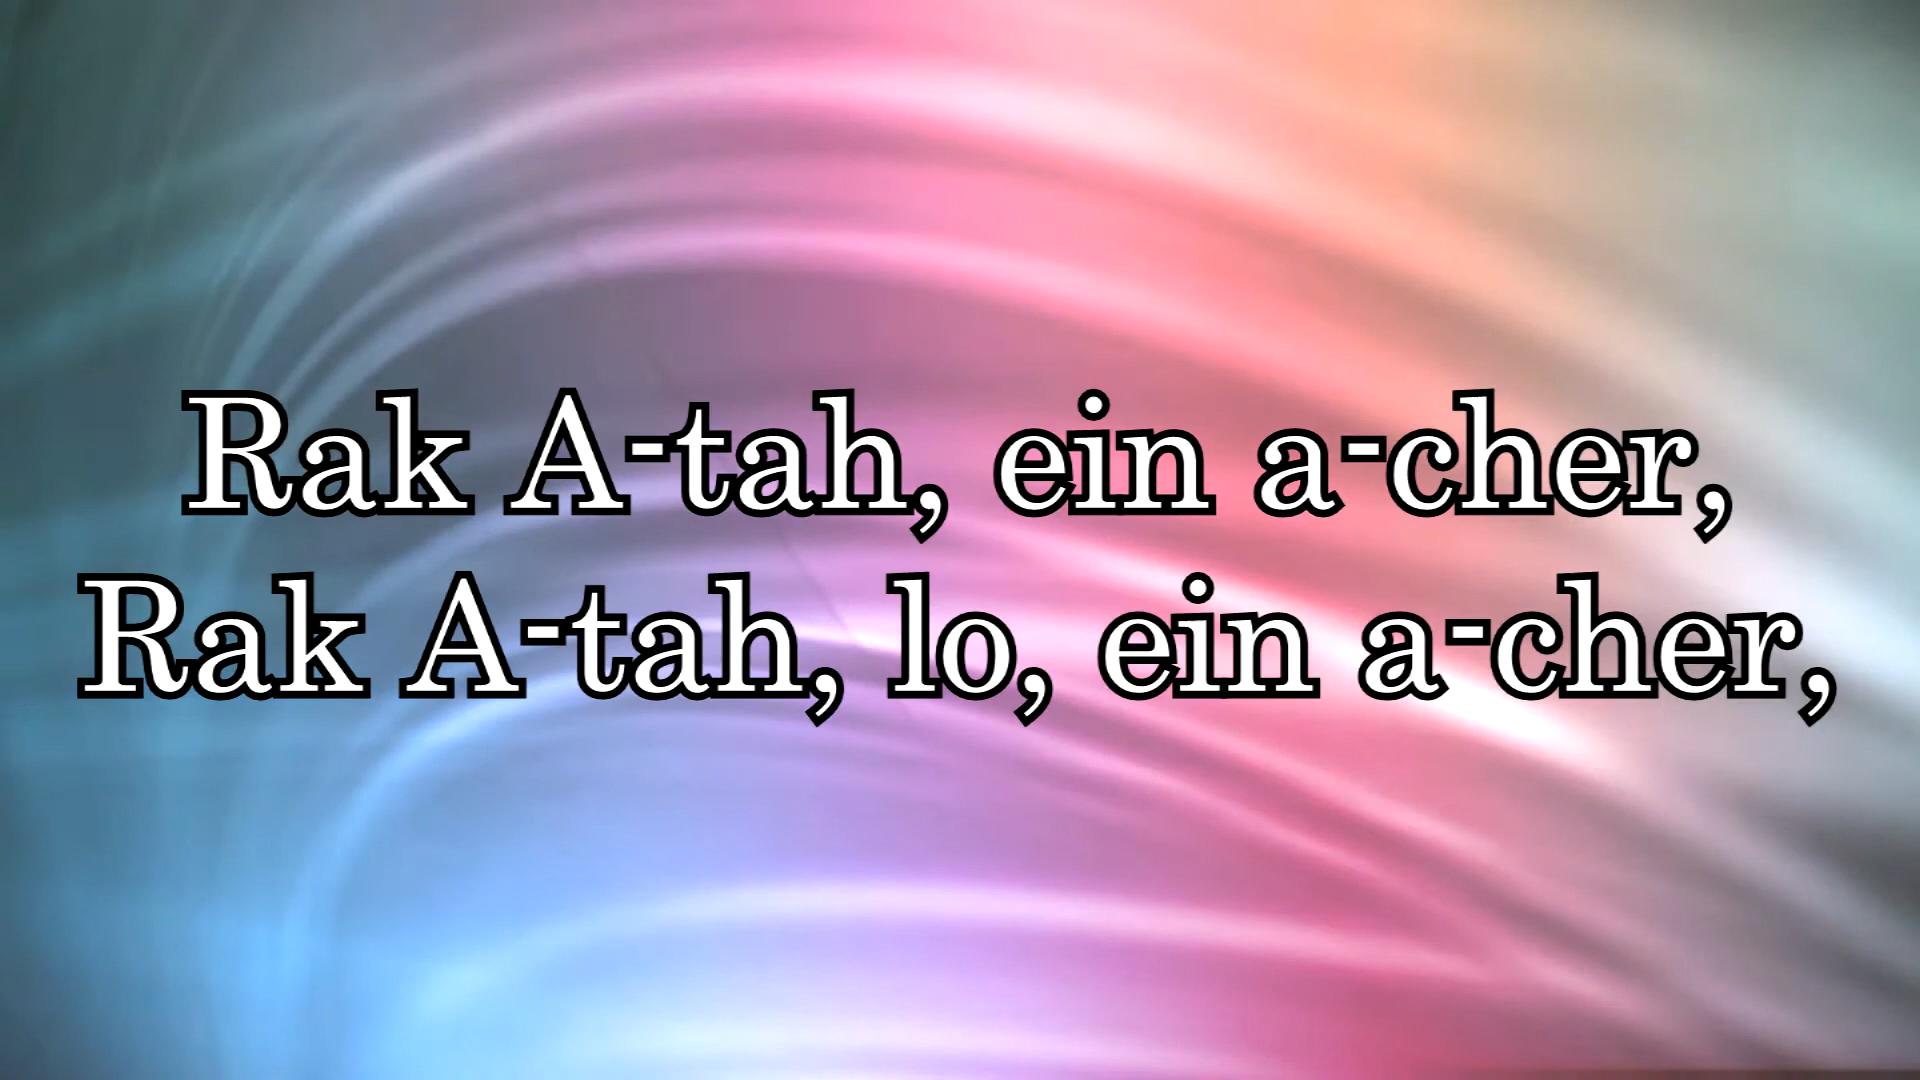 Rak A-tah, ein a-cher,
Rak A-tah, lo, ein a-cher,